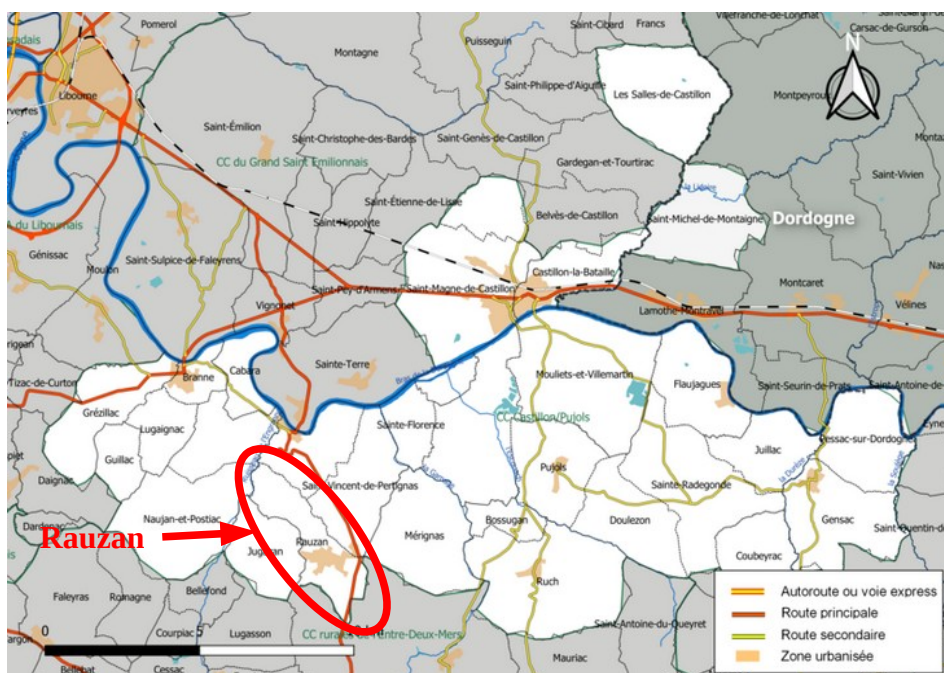 Pomerol
Saint-Cibard
Francs
Villefranche-de-Lonchat
Carsac-de-Gurson
Puisseguin
Montagne
N
Libourne
Saint-Philippe-d'Aiguille
Les Salles-de-Castillon
Montpeyroux
Saint-Émilion
Saint-Christophe-des-Bardes
Saint-Genès-de-Castillon
CC du Grand Saint Emilionnais
Gardegan-et-Tourtirac
Saint-Vivien
Saint-Étienne-de-Lisse
la Lidoire
Saint-Hippolyte
Belvès-de-Castillon
Saint-Michel-de-Montaigne
Dordogne
du Libournais
Génissac
Moulon
Saint-Sulpice-de-Faleyrens
Castillon-la-Bataille
Saint-Pey-d'Armens
Saint-Magne-de-Castillon
Montcaret
Vignonet
Lamothe-Montravel
Vélines
Sainte-Terre
Cabara
Branne
Tizac-de-Curton
Mouliets-et-Villemartin
Flaujagues
Saint-Seurin-de-Prats
Saint-Antoine-de
Grézillac
Lugaignac
Sainte-Florence
CC Castillon/Pujols
Guillac
Juillac
Pessac-sur-Dordogne
Daignac
Saint-Vincent-de-Pertignas
Pujols
Sainte-Radegonde
la Durèze
Naujan-et-Postiac
Bossugan
Doulezon
Gensac
Rauzan
Rauzan
Mérignas
Jugazan
Coubeyrac
Ruch
Bellefond
Faleyras
Romagne
0
5
Courpiac
Lugasson
CC rurales de l'Entre-Deux-Mers
Saint-Antoine-du-Queyret
Cessac
Mauriac
Autoroute ou voie express
Route principale
Route secondaire
Zone urbanisée